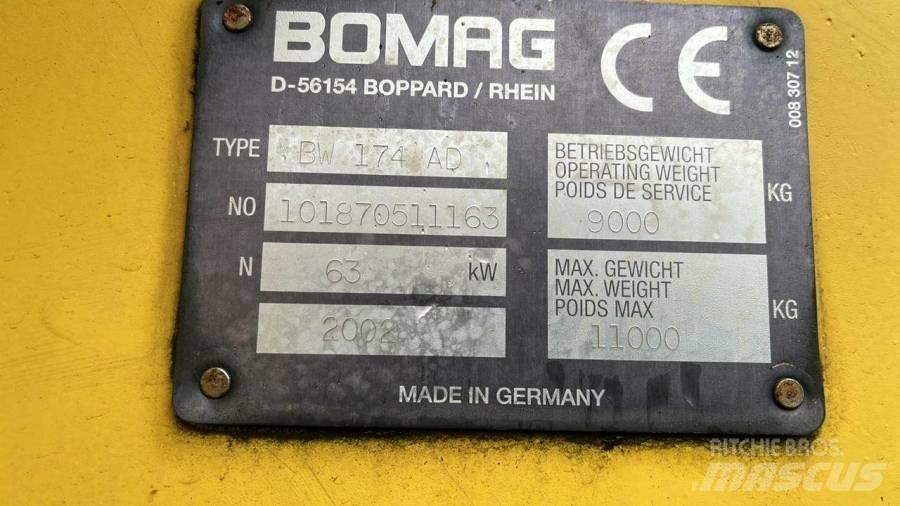 BOMAG
D-56154 BOPPARD / RHEIN
CE
008 307 12
TYPE BW 174 AD
NO 101870511163
N 63 kW
2002
BETRIEBSGEWICHT
OPERATING WEIGHT
POIDS DE SERVICE
9000 KG
MAX. GEWICHT
MAX. WEIGHT
POIDS MAX
11000 KG
MADE IN GERMANY
RITCHIE BROS.
MASCUS